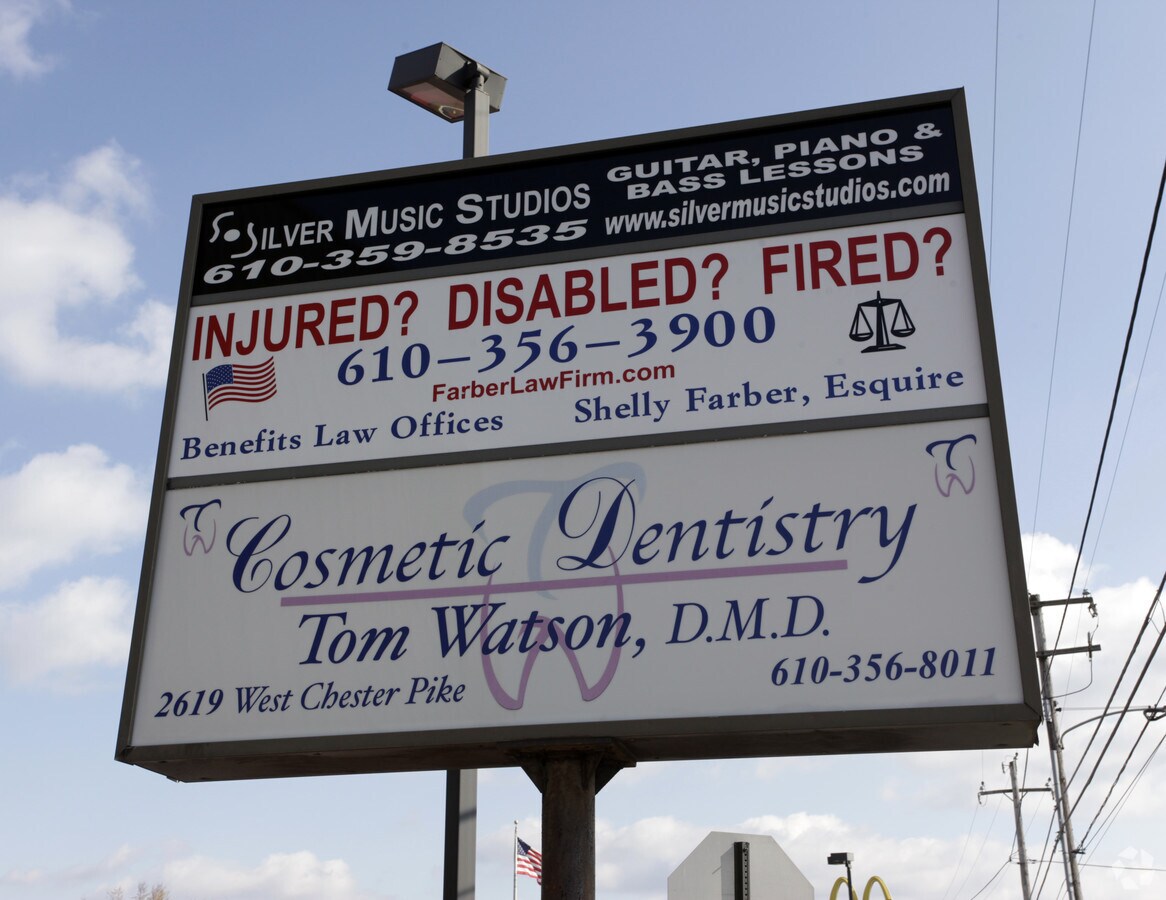 SILVER MUSIC STUDIOS
610-359-8535
GUITAR, PIANO &
BASS LESSONS
www.silvermusicstudios.com
INJURED? DISABLED? FIRED?
610-356-3900
FarberLawFirm.com
Benefits Law Offices
Shelly Farber, Esquire
Cosmetic Dentistry
Tom Watson, D.M.D.
2619 West Chester Pike
610-356-8011